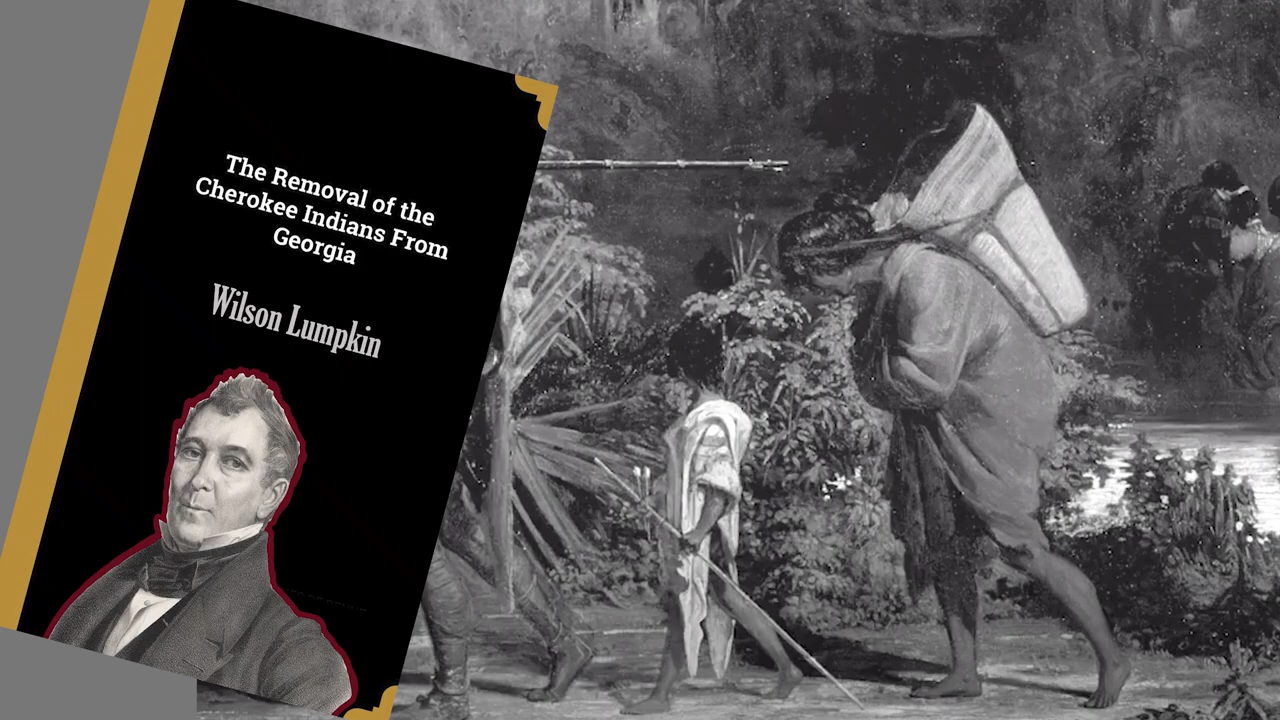 The Removal of the
Cherokee Indians From
Georgia
Wilson Lumpkin